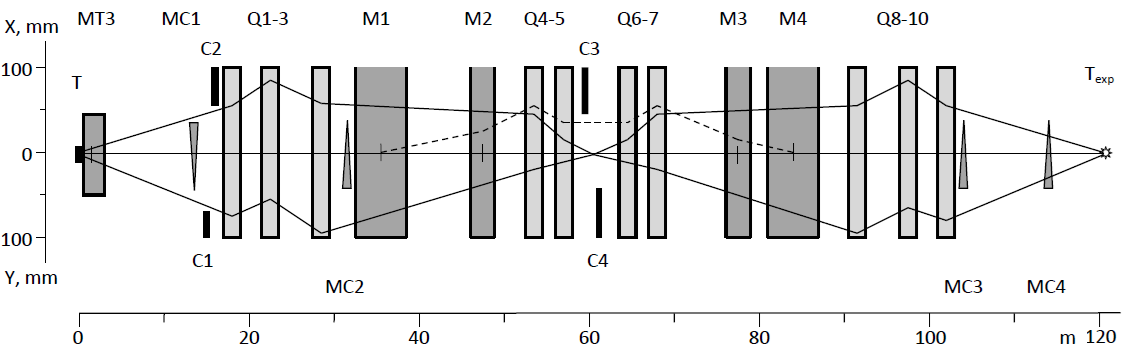 X, mm MT3 MC1 Q1-3 M1 M2 Q4-5 Q6-7 M3 M4 Q8-10
C2 C3
100
T T exp
0
100
C1 C4
Y, mm MC2 MC3 MC4
0 20 40 60 80 100 m 120